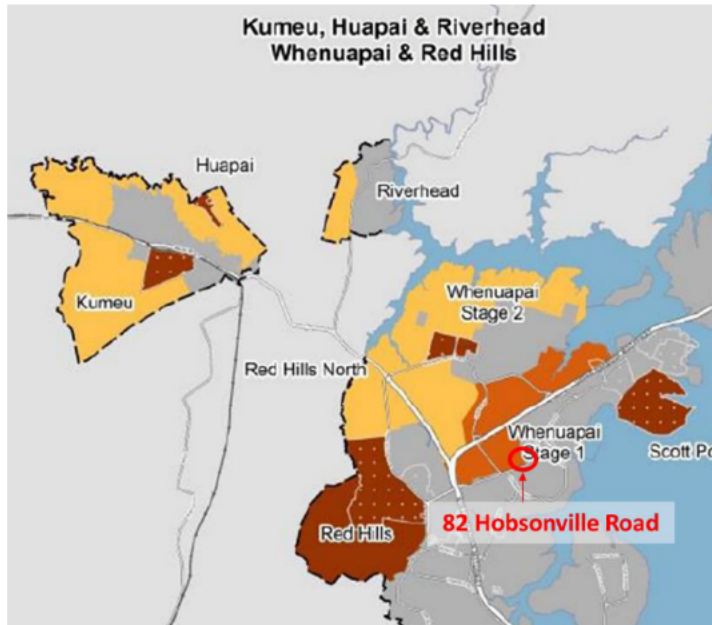 Kumeu, Huapai & Riverhead
Whenuapai & Red Hills
Huapai
Riverhead
Kumeu
Whenuapai
Stage 2
Red Hills North
Whenuapai
Stage 1
Scott Po
Red Hills
82 Hobsonville Road